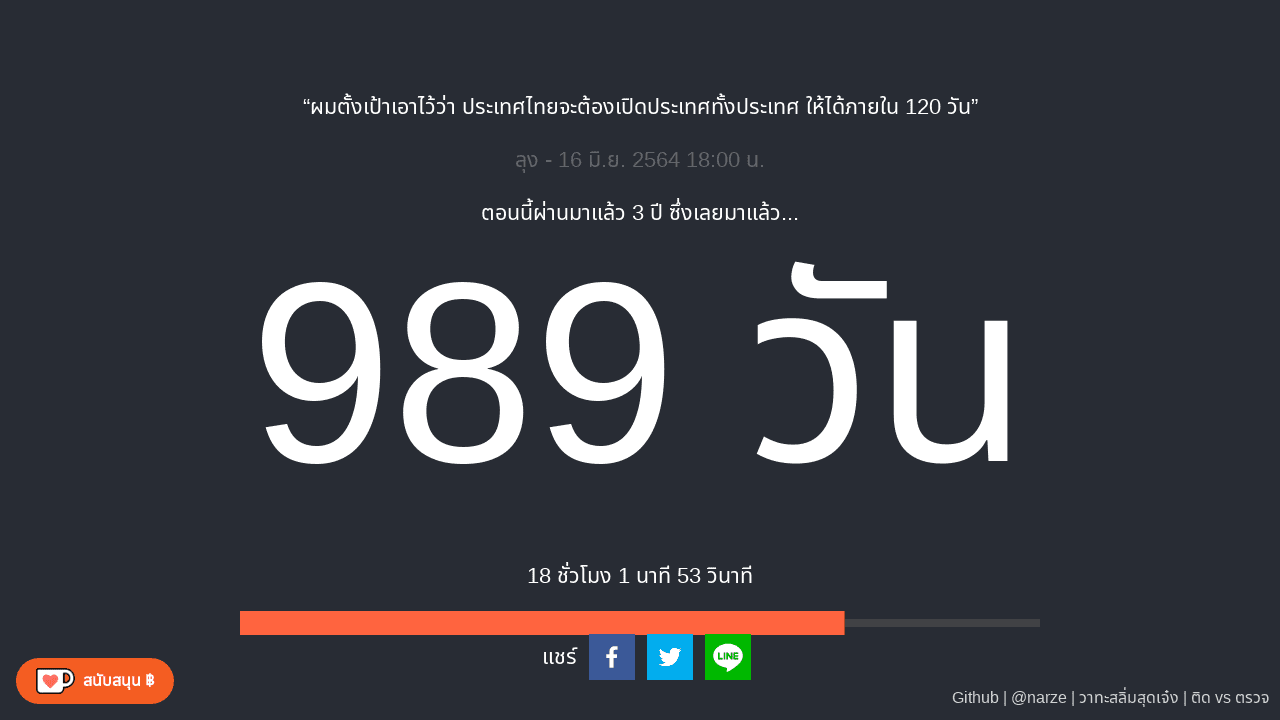 “ผมตั้งเป้าเอาไว้ว่า ประเทศไทยจะต้องเปิดประเทศทั้งประเทศ ให้ได้ภายใน 120 วัน”
ลุง - 16 มิ.ย. 2564 18:00 น.
ตอนนี้ผ่านมาแล้ว 3 ปี ซึ่งเลยมาแล้ว...
989 วัน
18 ชั่วโมง 1 นาที 53 วินาที
แชร์
LINE
สนับสนุน ฿
Github | @narze | วาทะสลิ่มสุดเจ๋ง | ติด vs ตรวจ